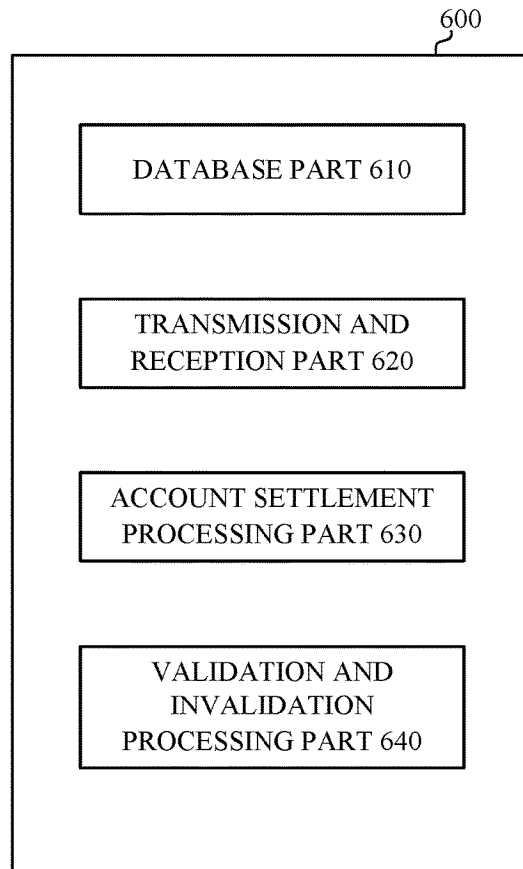 600
DATABASE PART 610
TRANSMISSION AND
RECEPTION PART 620
ACCOUNT SETTLEMENT
PROCESSING PART 630
VALIDATION AND
INVALIDATION
PROCESSING PART 640